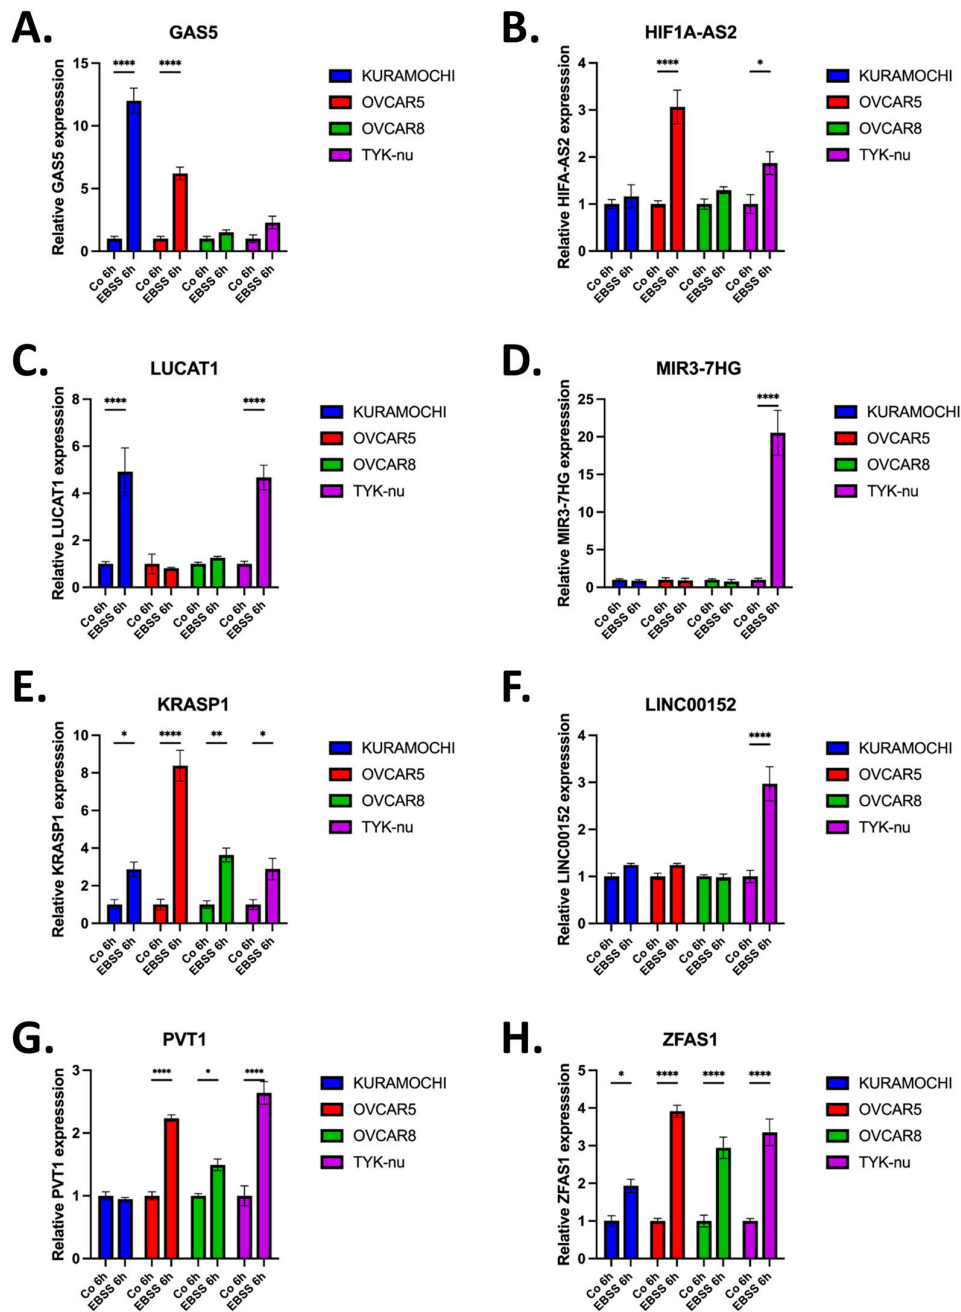 A.
GAS5
Relative GAS5 expresssion
15
10
5
0
**** ****
Co 6h
EBSS 6h
Co 6h
EBSS 6h
Co 6h
EBSS 6h
Co 6h
EBSS 6h
KURAMOCHI
OVCAR5
OVCAR8
TYK-nu
B.
HIF1A-AS2
Relative HIFA-AS2 expresssion
4
3
2
1
0
**** *
Co 6h
EBSS 6h
Co 6h
EBSS 6h
Co 6h
EBSS 6h
Co 6h
EBSS 6h
KURAMOCHI
OVCAR5
OVCAR8
TYK-nu
C.
LUCAT1
Relative LUCAT1 expresssion
8
6
4
2
0
**** ****
Co 6h
EBSS 6h
Co 6h
EBSS 6h
Co 6h
EBSS 6h
Co 6h
EBSS 6h
KURAMOCHI
OVCAR5
OVCAR8
TYK-nu
D.
MIR3-7HG
Relative MIR3-7HG expresssion
25
20
15
10
5
0
****
Co 6h
EBSS 6h
Co 6h
EBSS 6h
Co 6h
EBSS 6h
Co 6h
EBSS 6h
KURAMOCHI
OVCAR5
OVCAR8
TYK-nu
E.
KRASP1
Relative KRASP1 expresssion
10
8
6
4
2
0
* **** ** *
Co 6h
EBSS 6h
Co 6h
EBSS 6h
Co 6h
EBSS 6h
Co 6h
EBSS 6h
KURAMOCHI
OVCAR5
OVCAR8
TYK-nu
F.
LINC00152
Relative LINC00152 expresssion
4
3
2
1
0
****
Co 6h
EBSS 6h
Co 6h
EBSS 6h
Co 6h
EBSS 6h
Co 6h
EBSS 6h
KURAMOCHI
OVCAR5
OVCAR8
TYK-nu
G.
PVT1
Relative PVT1 expresssion
3
2
1
0
**** * ****
Co 6h
EBSS 6h
Co 6h
EBSS 6h
Co 6h
EBSS 6h
Co 6h
EBSS 6h
KURAMOCHI
OVCAR5
OVCAR8
TYK-nu
H.
ZFAS1
Relative ZFAS1 expresssion
5
4
3
2
1
0
* **** **** ****
Co 6h
EBSS 6h
Co 6h
EBSS 6h
Co 6h
EBSS 6h
Co 6h
EBSS 6h
KURAMOCHI
OVCAR5
OVCAR8
TYK-nu